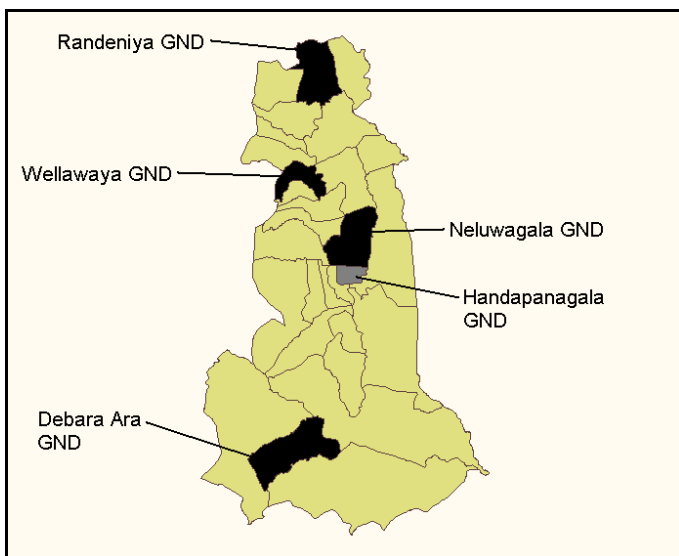 Randeniya GND
Wellawaya GND
Neluwagala GND
Handapanagala
GND
Debara Ara
GND